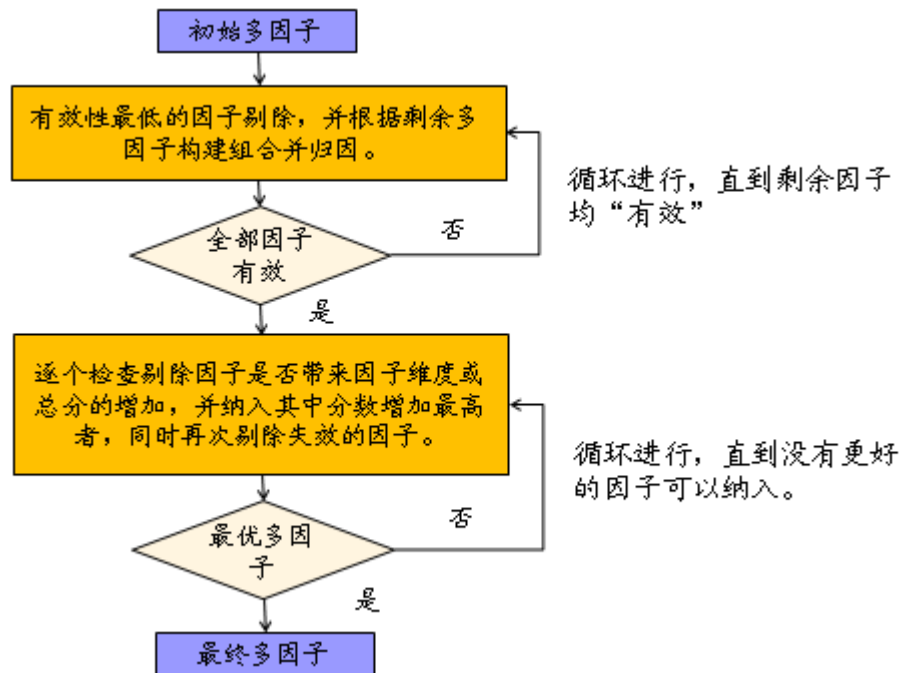 初始多因子
有效性最低的因子剔除，并根据剩余多
因子构建组合并归因。
循环进行，直到剩余因子
均“有效”
否
全部因子
有效
是
逐个检查剔除因子是否带来因子维度或
总分的增加，并纳入其中分数增加最高
者，同时再次剔除失效的因子。
循环进行，直到没有更好
的因子可以纳入。
否
最优多因
子
是
最终多因子